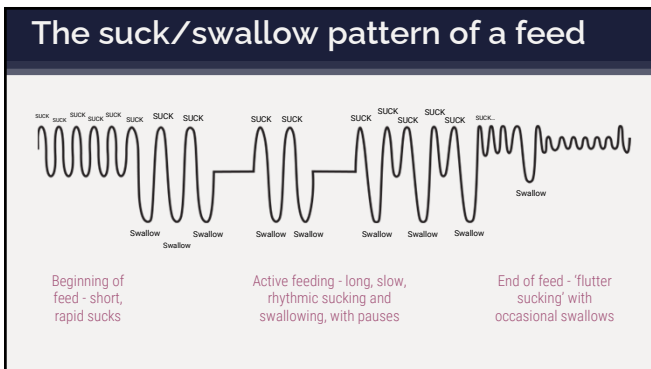 The suck/swallow pattern of a feed
SUCK SUCK SUCK SUCK SUCK SUCK SUCK SUCK SUCK SUCK SUCK SUCK SUCK SUCK SUCK SUCK...
Swallow Swallow Swallow Swallow Swallow Swallow Swallow Swallow Swallow
Beginning of
feed - short,
rapid sucks
Active feeding - long, slow,
rhythmic sucking and
swallowing, with pauses
End of feed - ‘flutter
sucking’ with
occasional swallows